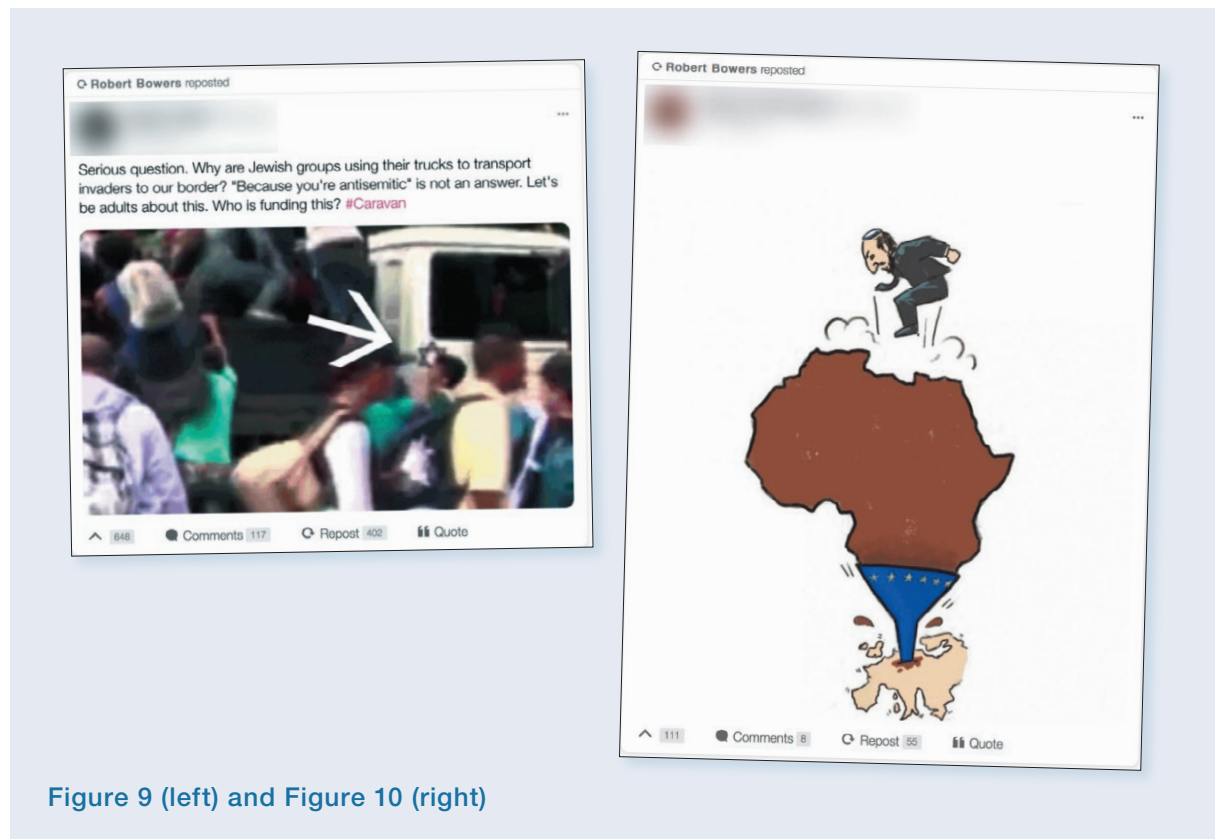 Robert Bowers reposted
Serious question. Why are Jewish groups using their trucks to transport
invaders to our border? "Because you're antisemitic" is not an answer. Let's
be adults about this. Who is funding this? #Caravan
648 Comments 117 Repost 402 Quote
Robert Bowers reposted
111 Comments 8 Repost 55 Quote
Figure 9 (left) and Figure 10 (right)